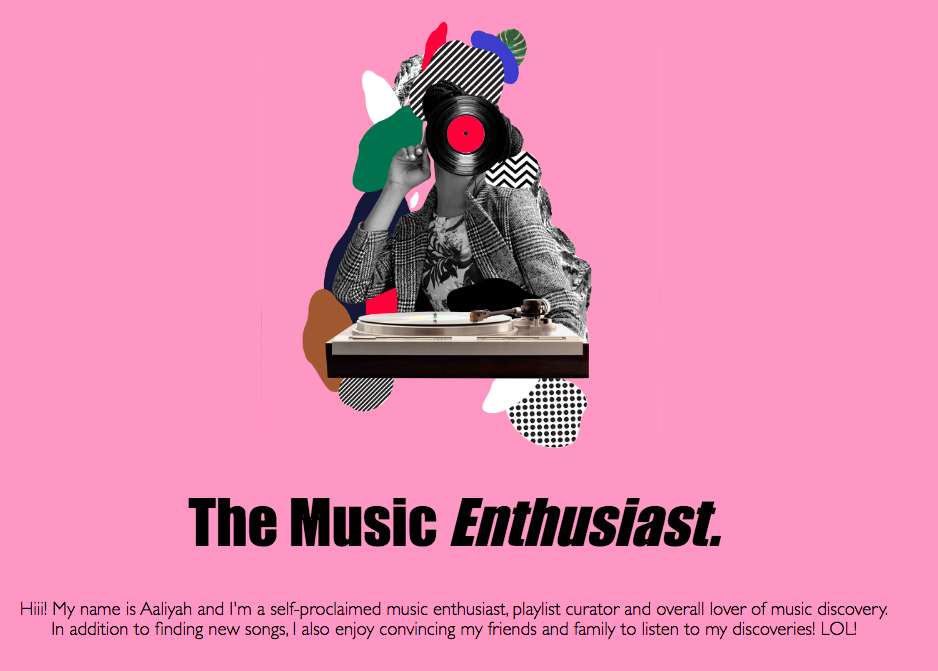 The Music Enthusiast.
Hiii! My name is Aaliyah and I'm a self-proclaimed music enthusiast, playlist curator and overall lover of music discovery.
In addition to finding new songs, I also enjoy convincing my friends and family to listen to my discoveries! LOL!